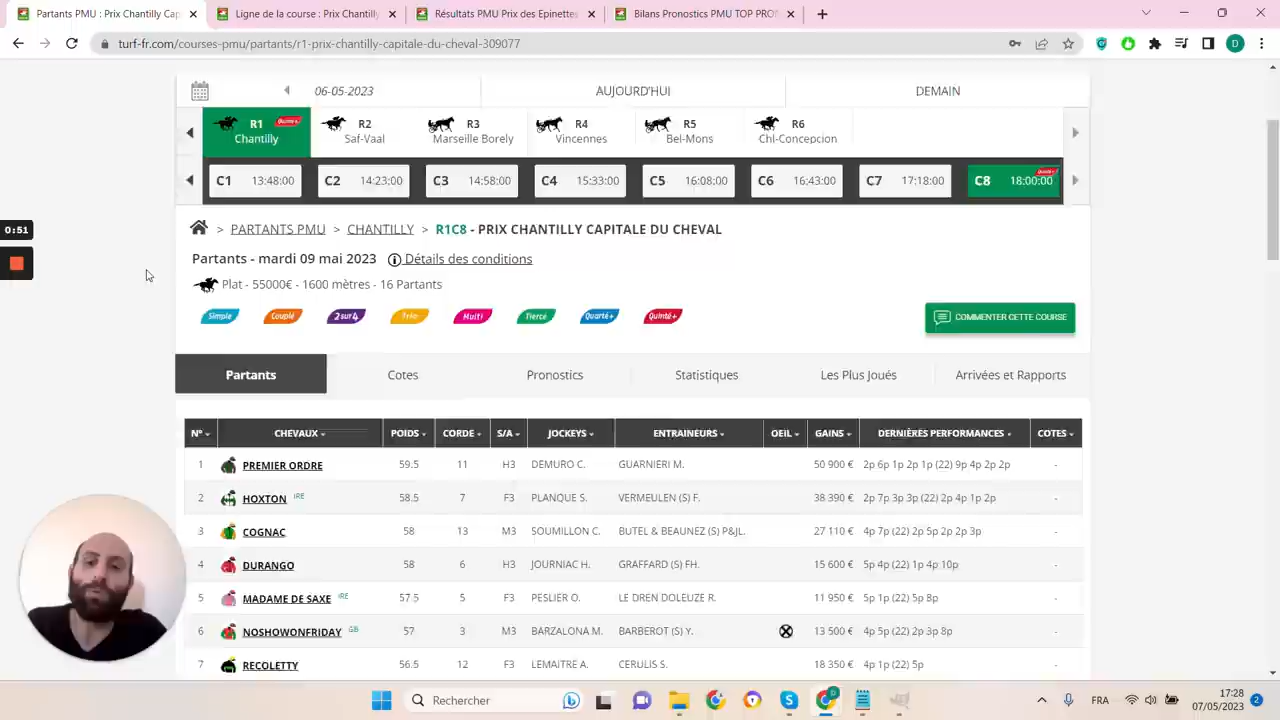 Partants PMU : Prix Chantilly Cap
Ligne de la course : Prix Chantilly
Résultats PMU Prix des Epinettes
Bilans Pronostics PMU TOP PRO
turf-fr.com/courses-pmu/partants/r1-prix-chantilly-capitale-du-cheval-309077
D
06-05-2023 AUJOURD'HUI DEMAIN
R1 Quinté+ Chantilly
R2 Saf-Vaal
R3 Marseille Borely
R4 Vincennes
R5 Bel-Mons
R6 Chl-Concepcion
C1 13:48:00 C2 14:23:00 C3 14:58:00 C4 15:33:00 C5 16:08:00 C6 16:43:00 C7 17:18:00 C8 18:00:00 Quinté+
0:51
> PARTANTS PMU > CHANTILLY > R1C8 - PRIX CHANTILLY CAPITALE DU CHEVAL
Partants - mardi 09 mai 2023 Détails des conditions
Plat - 55000€ - 1600 mètres - 16 Partants
Simple Couplé 2 sur 4 Trio Multi Tiercé Quarté+ Quinté+
COMMENTER CETTE COURSE
Partants Cotes Pronostics Statistiques Les Plus Joués Arrivées et Rapports
N° CHEVAUX POIDS CORDE S/A JOCKEYS ENTRAINEURS OEIL GAINS DERNIÈRES PERFORMANCES COTES
1 PREMIER ORDRE 59.5 11 H3 DEMURO C. GUARNIERI M. 50 900 € 2p 6p 1p 2p 1p (22) 9p 4p 2p 2p -
2 HOXTON IRE 58.5 7 F3 PLANQUE S. VERMEULEN (S) F. 38 390 € 2p 7p 3p 3p (22) 2p 4p 1p 2p -
3 COGNAC 58 13 M3 SOUMILLON C. BUTEL & BEAUNEZ (S) P&JL. 27 110 € 4p 7p (22) 2p 5p 2p 2p 3p -
4 DURANGO 58 6 H3 JOURNIAC H. GRAFFARD (S) FH. 15 600 € 5p 4p (22) 1p 4p 10p -
5 MADAME DE SAXE IRE 57.5 5 F3 PESLIER O. LE DREN DOLEUZE R. 11 950 € 5p 1p (22) 5p 8p -
6 NOSHOWONFRIDAY GB 57 3 M3 BARZALONA M. BARBEROT (S) Y. 13 500 € 4p 5p (22) 2p 3p 8p -
7 RECOLETTY 56.5 12 F3 LEMAITRE A. CERULIS S. 18 350 € 4p 1p (22) 5p -
Rechercher
FRA
17:28
07/05/2023
2